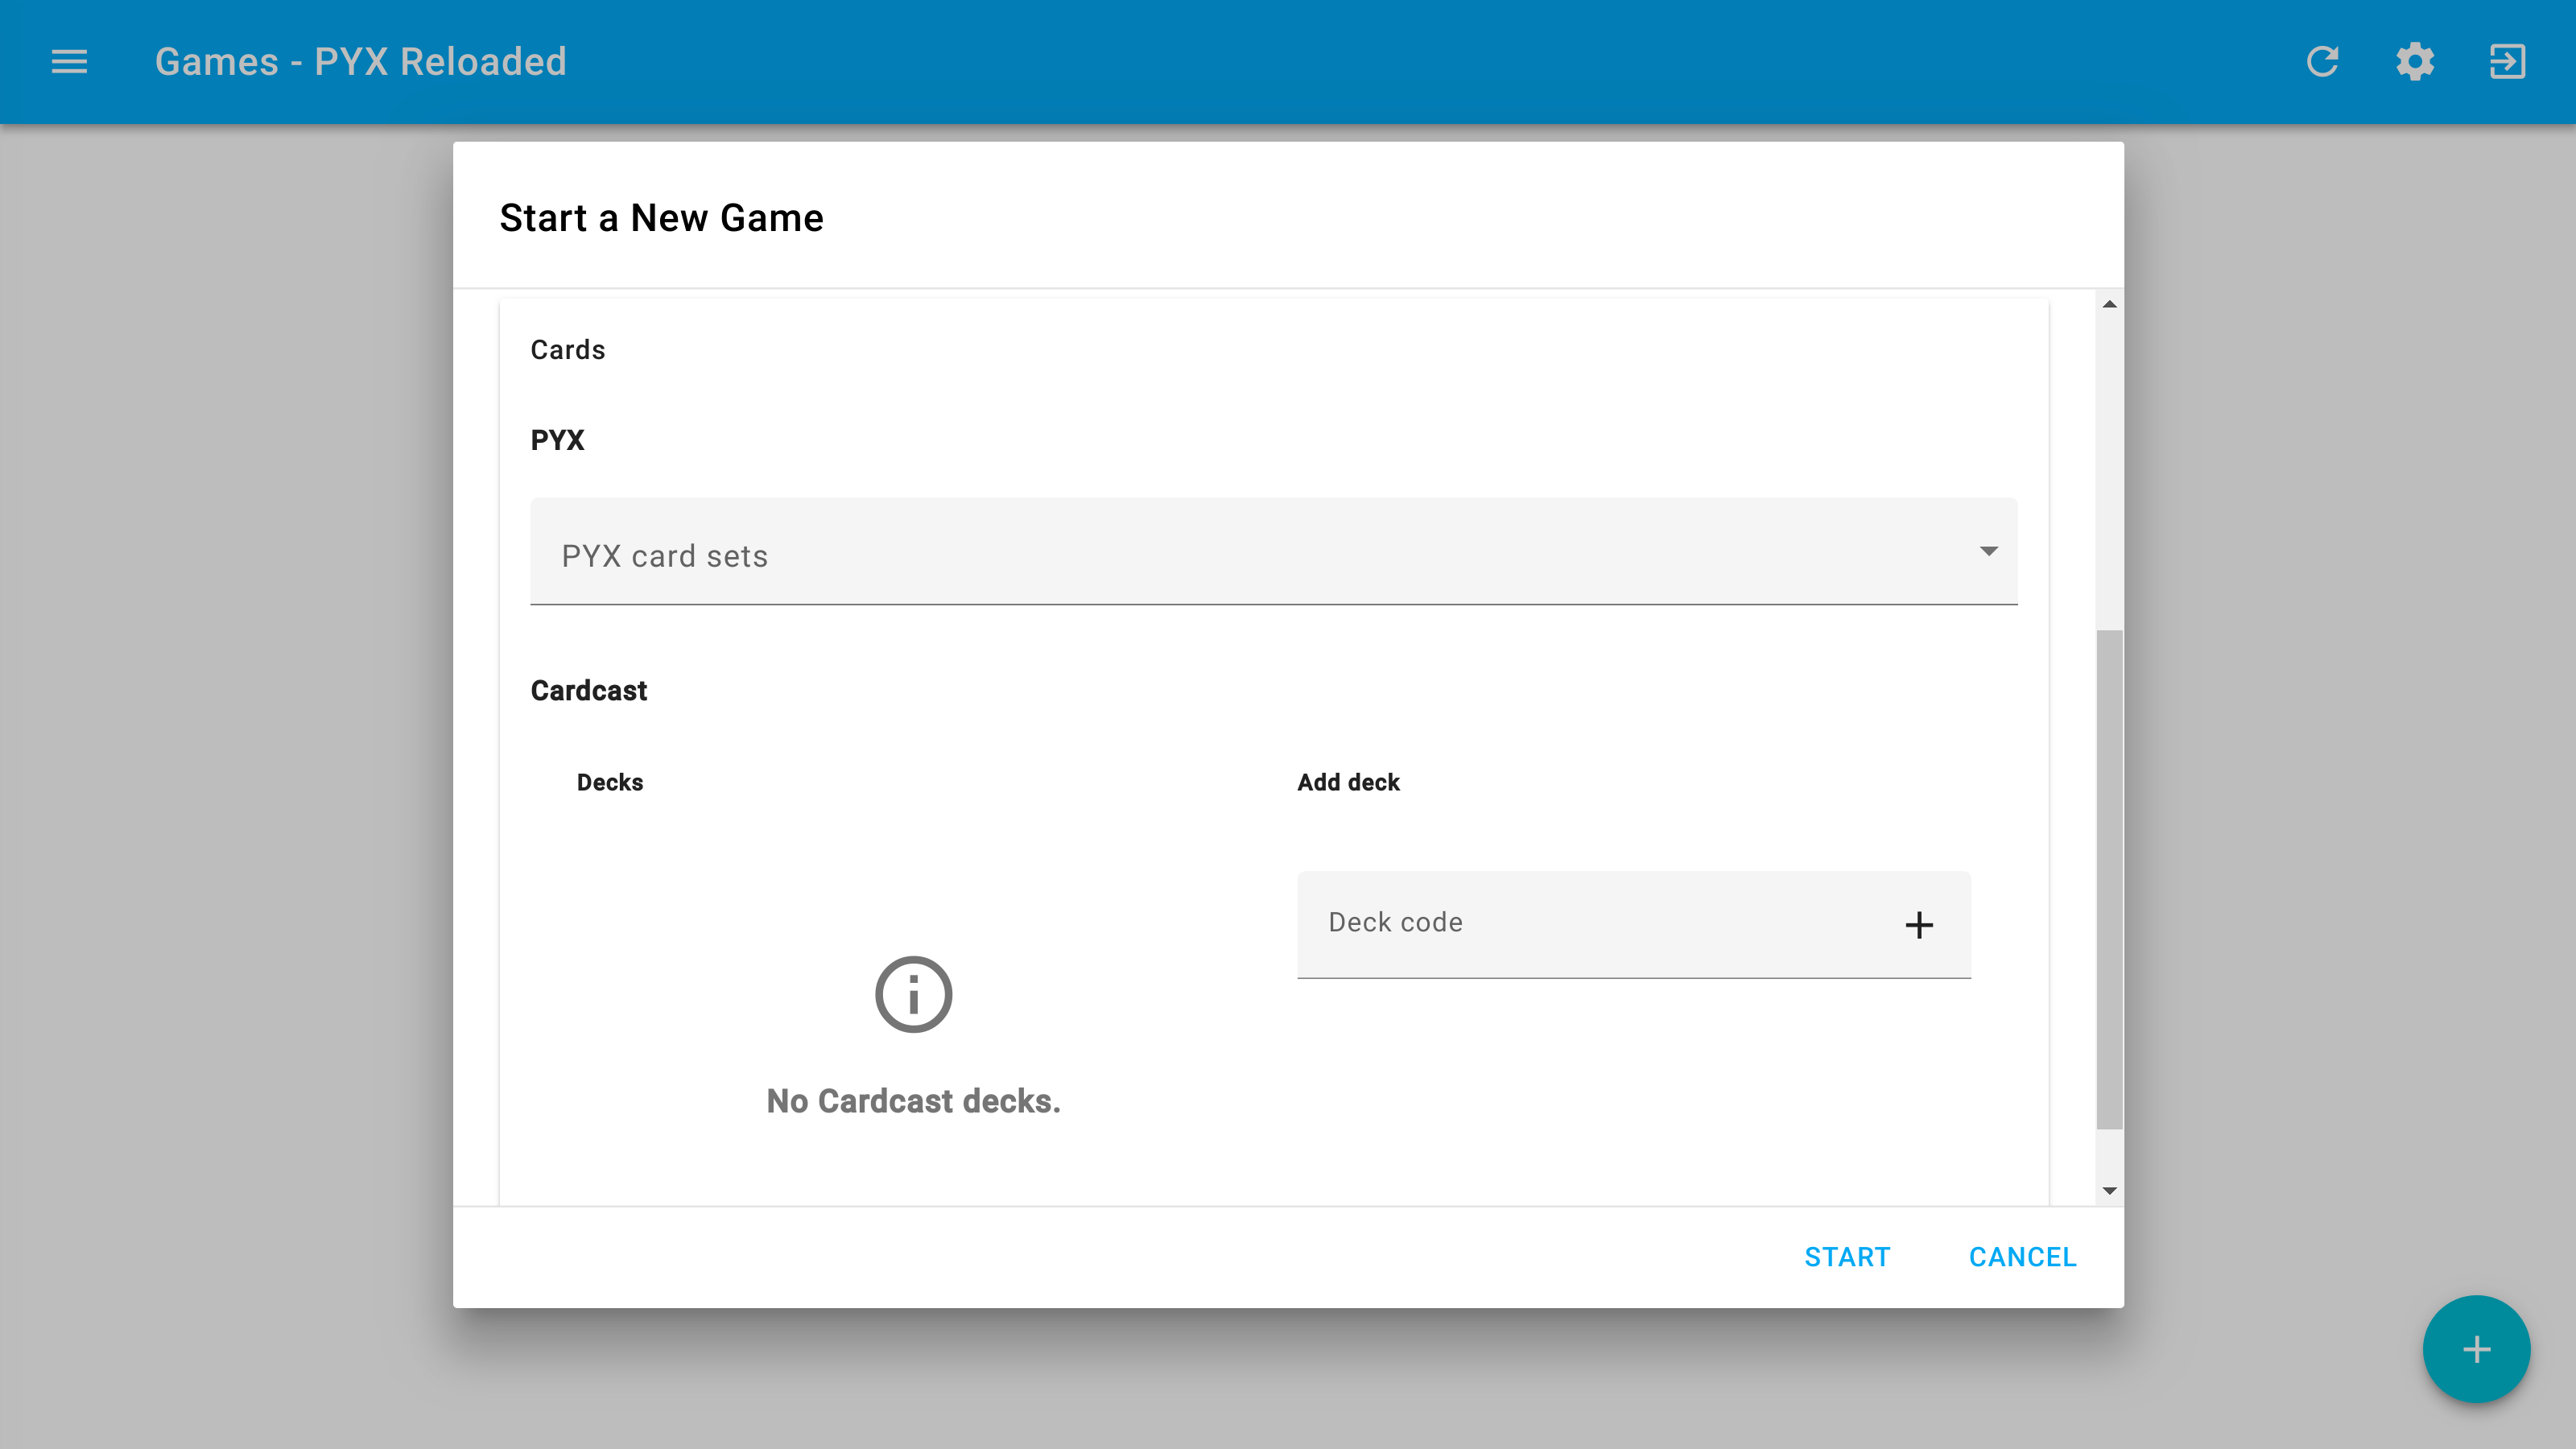 Games - PYX Reloaded
Start a New Game
Cards
PYX
PYX card sets
Cardcast
Decks
Add deck
Deck code
No Cardcast decks.
START
CANCEL